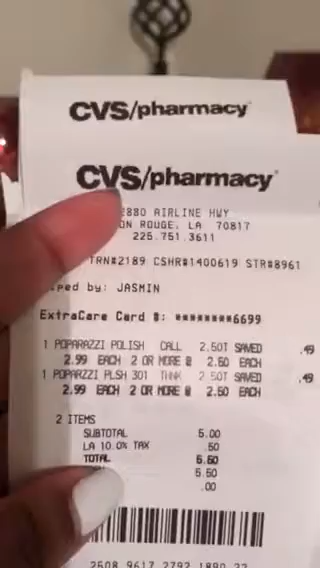 CVS/pharmacy
CVS/pharmacy
2880 AIRLINE HWY
ON ROUGE, LA 70817
225.751.3611
TRN#2189 CSHR#1400619 STR#8961
ped by: JASMIN
ExtraCare Card #: ********6699
1 POPARAZZI POLISH CALL 2.50T SAVED .49
2.99 EACH 2 OR MORE @ 2.50 EACH
1 POPARZZI PLSH 301 THNK 2.50T SAVED .49
2.99 EACH 2 OR MORE @ 2.50 EACH
2 ITEMS
SUBTOTAL 5.00
LA 10.0% TAX .50
TOTAL 5.50
5.50
.00
2508 9617 2792 1890 22